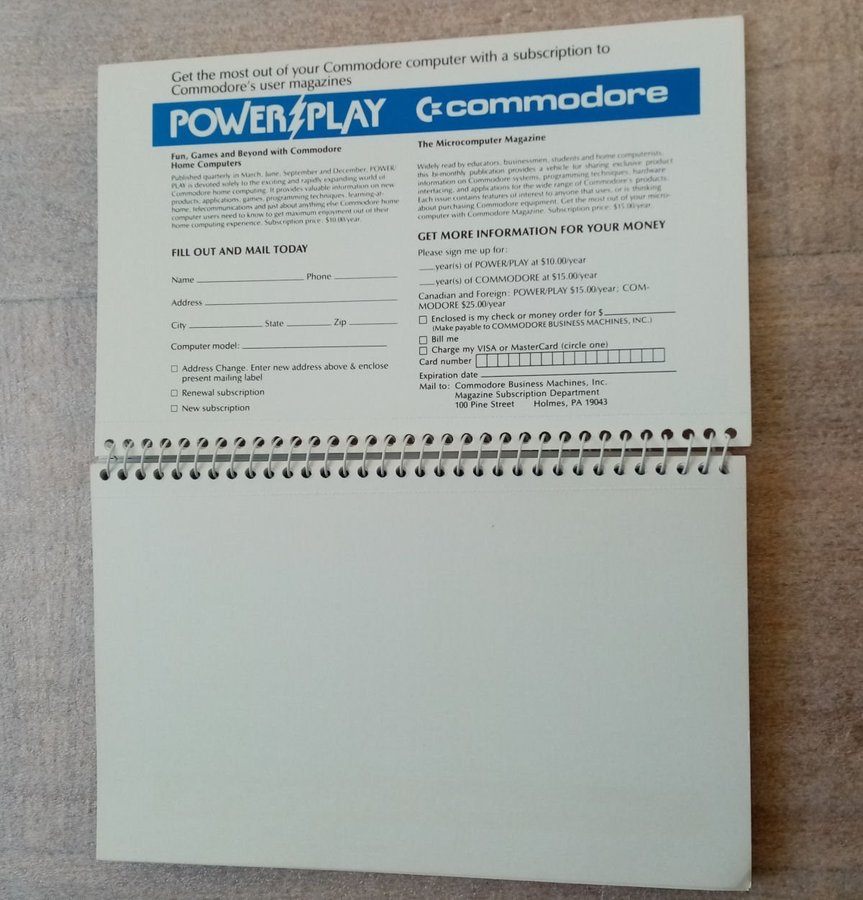 Get the most out of your Commodore computer with a subscription to
Commodore's user magazines
POWER PLAY
commodore
Fun, Games and Beyond with Commodore
Home Computers
Published quarterly in March, June, September and December, POWER/
PLAY is devoted solely to the exciting and rapidly expanding world of
Commodore home computing. It provides valuable information on new
products, applications, games, programming techniques, learning-at-
home, telecommunications and just about anything else Commodore home
computer users need to know to get maximum enjoyment out of their
home computing experience. Subscription price: $10.00/year.
FILL OUT AND MAIL TODAY
Name Phone
Address
City State Zip
Computer model:
Address Change. Enter new address above & enclose
present mailing label
Renewal subscription
New subscription
The Microcomputer Magazine
Widely read by educators, businessmen, students and home computerists,
this bi-monthly publication provides a vehicle for sharing exclusive product
information on Commodore systems, programming techniques, hardware
interfacing, and applications for the wide range of Commodore's products.
Each issue contains features of interest to anyone that uses, or is thinking
about purchasing Commodore equipment. Get the most out of your micro-
computer with Commodore Magazine. Subscription price: $15.00/year.
GET MORE INFORMATION FOR YOUR MONEY
Please sign me up for:
year(s) of POWER/PLAY at $10.00/year
year(s) of COMMODORE at $15.00/year
Canadian and Foreign: POWER/PLAY $15.00/year; COM-
MODORE $25.00/year
Enclosed is my check or money order for $
(Make payable to COMMODORE BUSINESS MACHINES, INC.)
Bill me
Charge my VISA or MasterCard (circle one)
Card number
Expiration date
Mail to: Commodore Business Machines, Inc.
Magazine Subscription Department
100 Pine Street Holmes, PA 19043